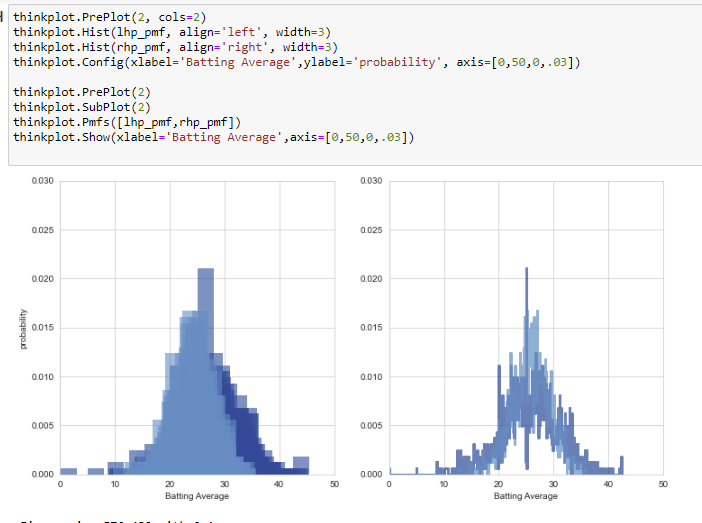 thinkplot.PrePlot(2, cols=2)
thinkplot.Hist(lhp_pmf, align='left', width=3)
thinkplot.Hist(rhp_pmf, align='right', width=3)
thinkplot.Config(xlabel='Batting Average',ylabel='probability', axis=[0,50,0,.03])
thinkplot.PrePlot(2)
thinkplot.SubPlot(2)
thinkplot.Pmfs([lhp_pmf,rhp_pmf])
thinkplot.Show(xlabel='Batting Average',axis=[0,50,0,.03])
0.030
0.025
0.020
0.015
0.010
0.005
0.000
probability
0 10 20 30 40 50
Batting Average
0.030
0.025
0.020
0.015
0.010
0.005
0.000
0 10 20 30 40 50
Batting Average